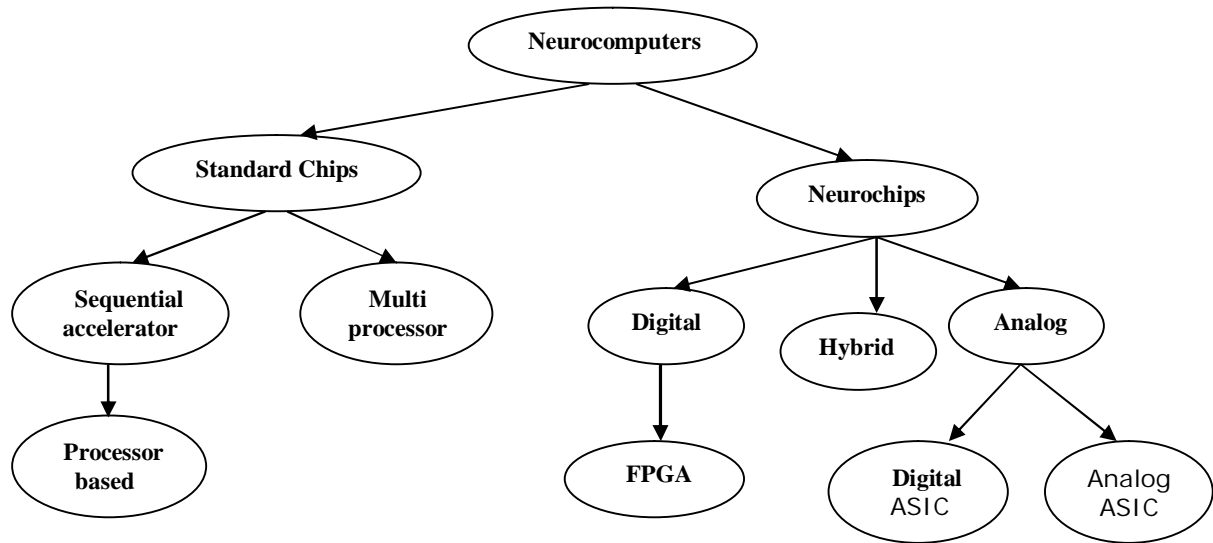 Neurocomputers
Standard Chips
Neurochips
Sequential
accelerator
Multi
processor
Digital
Hybrid
Analog
Processor
based
FPGA
Digital
ASIC
Analog
ASIC